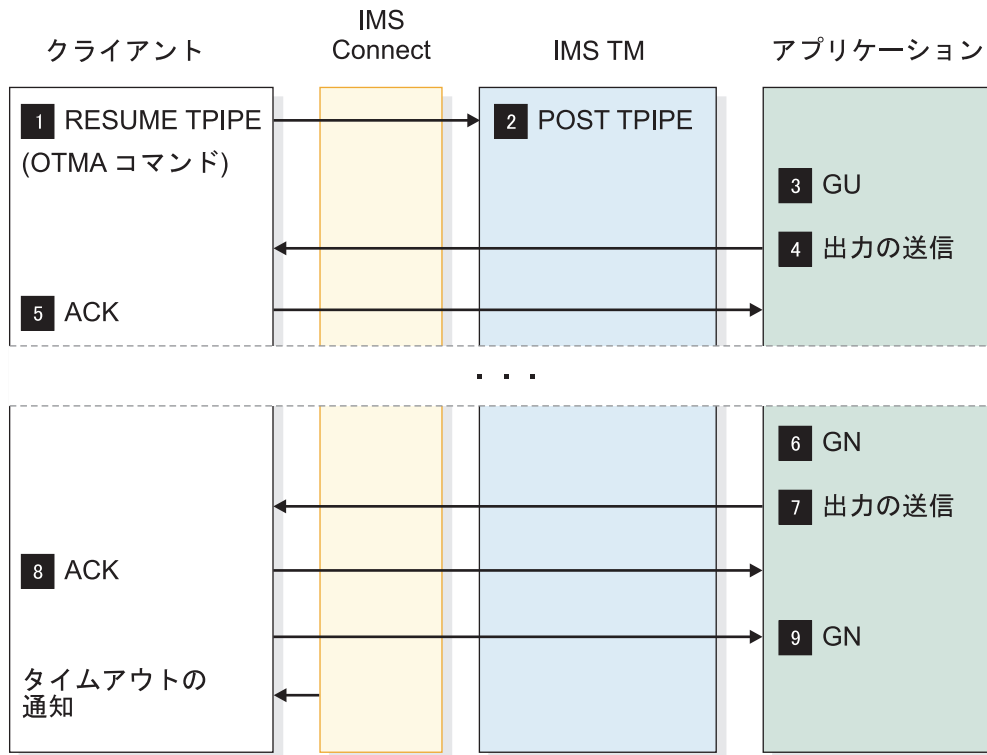 クライアント
IMS
Connect
IMS TM
アプリケーション
1 RESUME TPIPE
(OTMA コマンド)
2 POST TPIPE
3 GU
4 出力の送信
5 ACK
. . .
6 GN
7 出力の送信
8 ACK
9 GN
タイムアウトの
通知